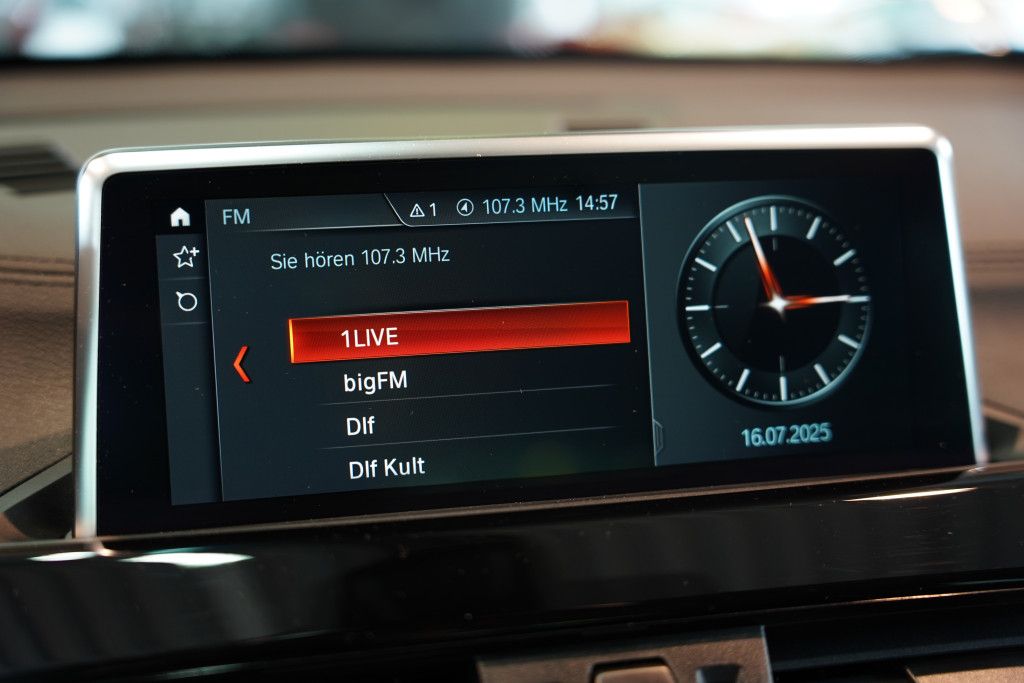 FM
1 107.3 MHz 14:57
Sie hören 107.3 MHz
1LIVE
bigFM
Dlf
Dlf Kult
16.07.2025